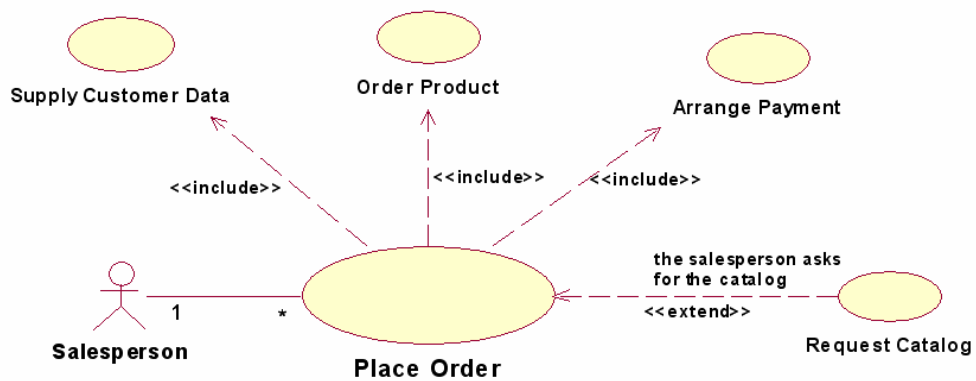 Supply Customer Data
Order Product
Arrange Payment
<<include>>
<<include>>
<<include>>
the salesperson asks
for the catalog
<<extend>>
1
*
Salesperson
Place Order
Request Catalog